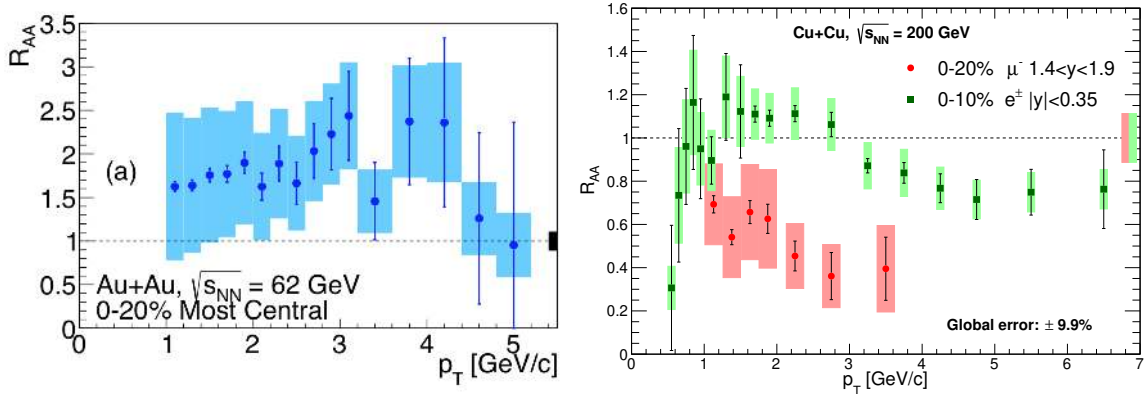 R_AA
3.5
3
2.5
2
1.5
1
0.5
0
(a)
Au+Au, √s_NN = 62 GeV
0-20% Most Central
0 1 2 3 4 5
p_T [GeV/c]
R_AA
1.6
1.4
1.2
1
0.8
0.6
0.4
0.2
0
Cu+Cu, √s_NN = 200 GeV
0-20% μ⁻ 1.4<y<1.9
0-10% e^± |y|<0.35
Global error: ± 9.9%
0 1 2 3 4 5 6 7
p_T [GeV/c]